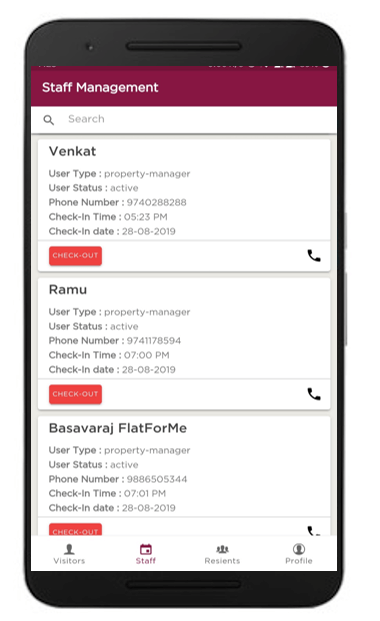 Staff Management
Search
Venkat
User Type : property-manager
User Status : active
Phone Number : 9740288288
Check-In Time : 05:23 PM
Check-In date : 28-08-2019
CHECK-OUT
Ramu
User Type : property-manager
User Status : active
Phone Number : 9741178594
Check-In Time : 07:00 PM
Check-In date : 28-08-2019
CHECK-OUT
Basavaraj FlatForMe
User Type : property-manager
User Status : active
Phone Number : 9886505344
Check-In Time : 07:01 PM
Check-In date : 28-08-2019
CHECK-OUT
Visitors Staff Resients Profile